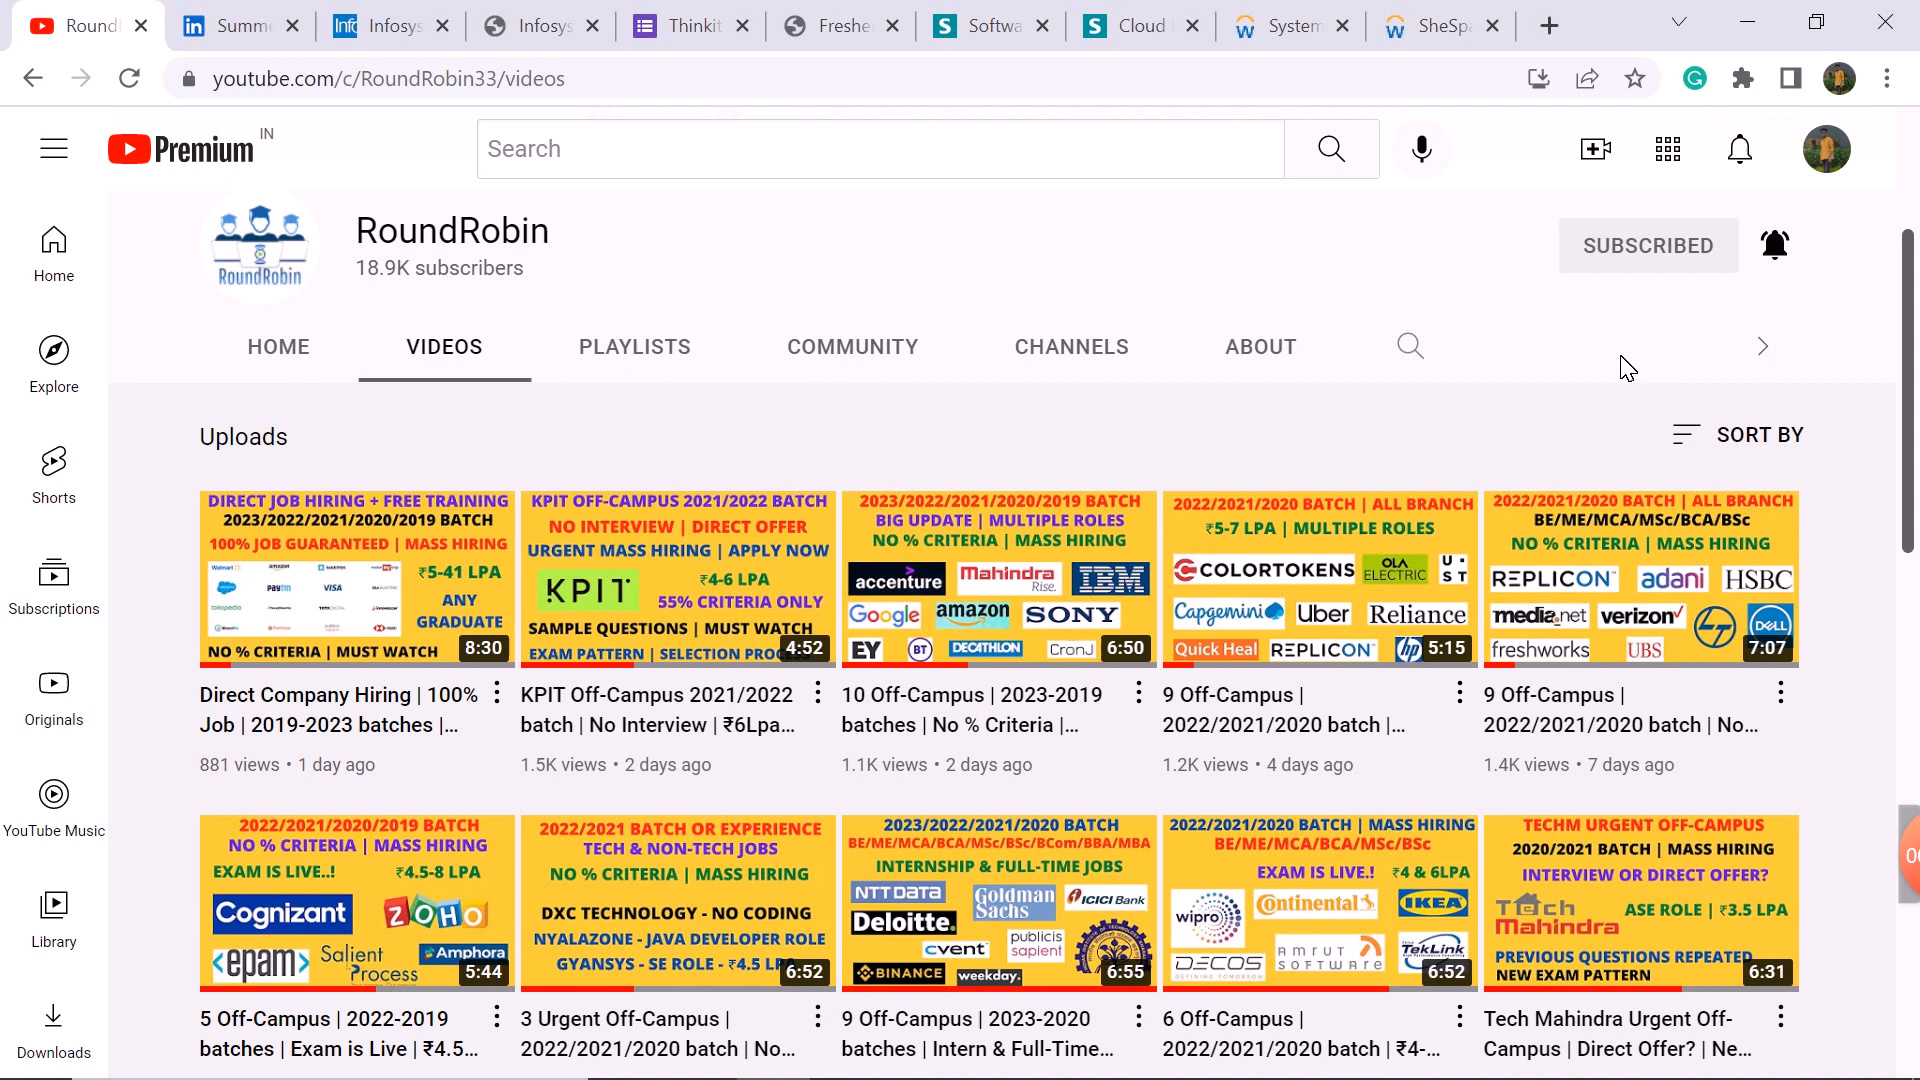 Roundl
Summe
Infosys
Infosys
Thinkit
Freshe
Softwa
Cloud
System
SheSpa
youtube.com/c/RoundRobin33/videos
Premium IN
Search
RoundRobin
RoundRobin
18.9K subscribers
SUBSCRIBED
Home
Explore
Shorts
Subscriptions
Originals
YouTube Music
Library
Downloads
HOME VIDEOS PLAYLISTS COMMUNITY CHANNELS ABOUT
Uploads
SORT BY
DIRECT JOB HIRING + FREE TRAINING
2023/2022/2021/2020/2019 BATCH
100% JOB GUARANTEED | MASS HIRING
Walmart amazon
paytm VISA
tokopedia
HSBC
₹5-41 LPA
ANY
GRADUATE
NO % CRITERIA | MUST WATCH
8:30
Direct Company Hiring | 100%
Job | 2019-2023 batches |...
881 views • 1 day ago
KPIT OFF-CAMPUS 2021/2022 BATCH
NO INTERVIEW | DIRECT OFFER
URGENT MASS HIRING | APPLY NOW
KPIT
₹4-6 LPA
55% CRITERIA ONLY
SAMPLE QUESTIONS | MUST WATCH
EXAM PATTERN | SELECTION PROC
4:52
KPIT Off-Campus 2021/2022
batch | No Interview | ₹6Lpa...
1.5K views • 2 days ago
2023/2022/2021/2020/2019 BATCH
BIG UPDATE | MULTIPLE ROLES
NO % CRITERIA | MASS HIRING
accenture Mahindra Rise. IBM
Google amazon SONY
EY BT DECATHLON CronJ
6:50
10 Off-Campus | 2023-2019
batches | No % Criteria |...
1.1K views • 2 days ago
2022/2021/2020 BATCH | ALL BRANCH
₹5-7 LPA | MULTIPLE ROLES
COLORTOKENS OLA ELECTRIC U·ST
Capgemini Uber Reliance
Quick Heal REPLICON hp
5:15
9 Off-Campus |
2022/2021/2020 batch |...
1.2K views • 4 days ago
2022/2021/2020 BATCH | ALL BRANCH
BE/ME/MCA/MSc/BCA/BSc
NO % CRITERIA | MASS HIRING
REPLICON adani HSBC
media.net verizon DELL
freshworks UBS
7:07
9 Off-Campus |
2022/2021/2020 batch | No...
1.4K views • 7 days ago
2022/2021/2020/2019 BATCH
NO % CRITERIA | MASS HIRING
EXAM IS LIVE..! ₹4.5-8 LPA
Cognizant ZOHO
<epam> Salient Process Amphora
5:44
5 Off-Campus | 2022-2019
batches | Exam is Live | ₹4.5...
2022/2021 BATCH OR EXPERIENCE
TECH & NON-TECH JOBS
NO % CRITERIA | MASS HIRING
DXC TECHNOLOGY - NO CODING
NYALAZONE - JAVA DEVELOPER ROLE
GYANSYS - SE ROLE - ₹4.5 LPA
6:52
3 Urgent Off-Campus |
2022/2021/2020 batch | No...
2023/2022/2021/2020 BATCH
BE/ME/MCA/BCA/MSc/BSc/BCom/BBA/MBA
INTERNSHIP & FULL-TIME JOBS
NTT DATA Goldman Sachs ICICI Bank
Deloitte. cvent publicis sapient
BINANCE weekday.
6:55
9 Off-Campus | 2023-2020
batches | Intern & Full-Time...
2022/2021/2020 BATCH | MASS HIRING
BE/ME/MCA/BCA/MSc/BSc
EXAM IS LIVE.! ₹4 & 6LPA
wipro Continental IKEA
DECOS AMRUT SOFTWARE TekLink
DEFINING TOMORROW
6:52
6 Off-Campus |
2022/2021/2020 batch | ₹4-...
TECHM URGENT OFF-CAMPUS
2020/2021 BATCH | MASS HIRING
INTERVIEW OR DIRECT OFFER?
Tech Mahindra
ASE ROLE | ₹3.5 LPA
PREVIOUS QUESTIONS REPEATED
NEW EXAM PATTERN
6:31
Tech Mahindra Urgent Off-
Campus | Direct Offer? | Ne...